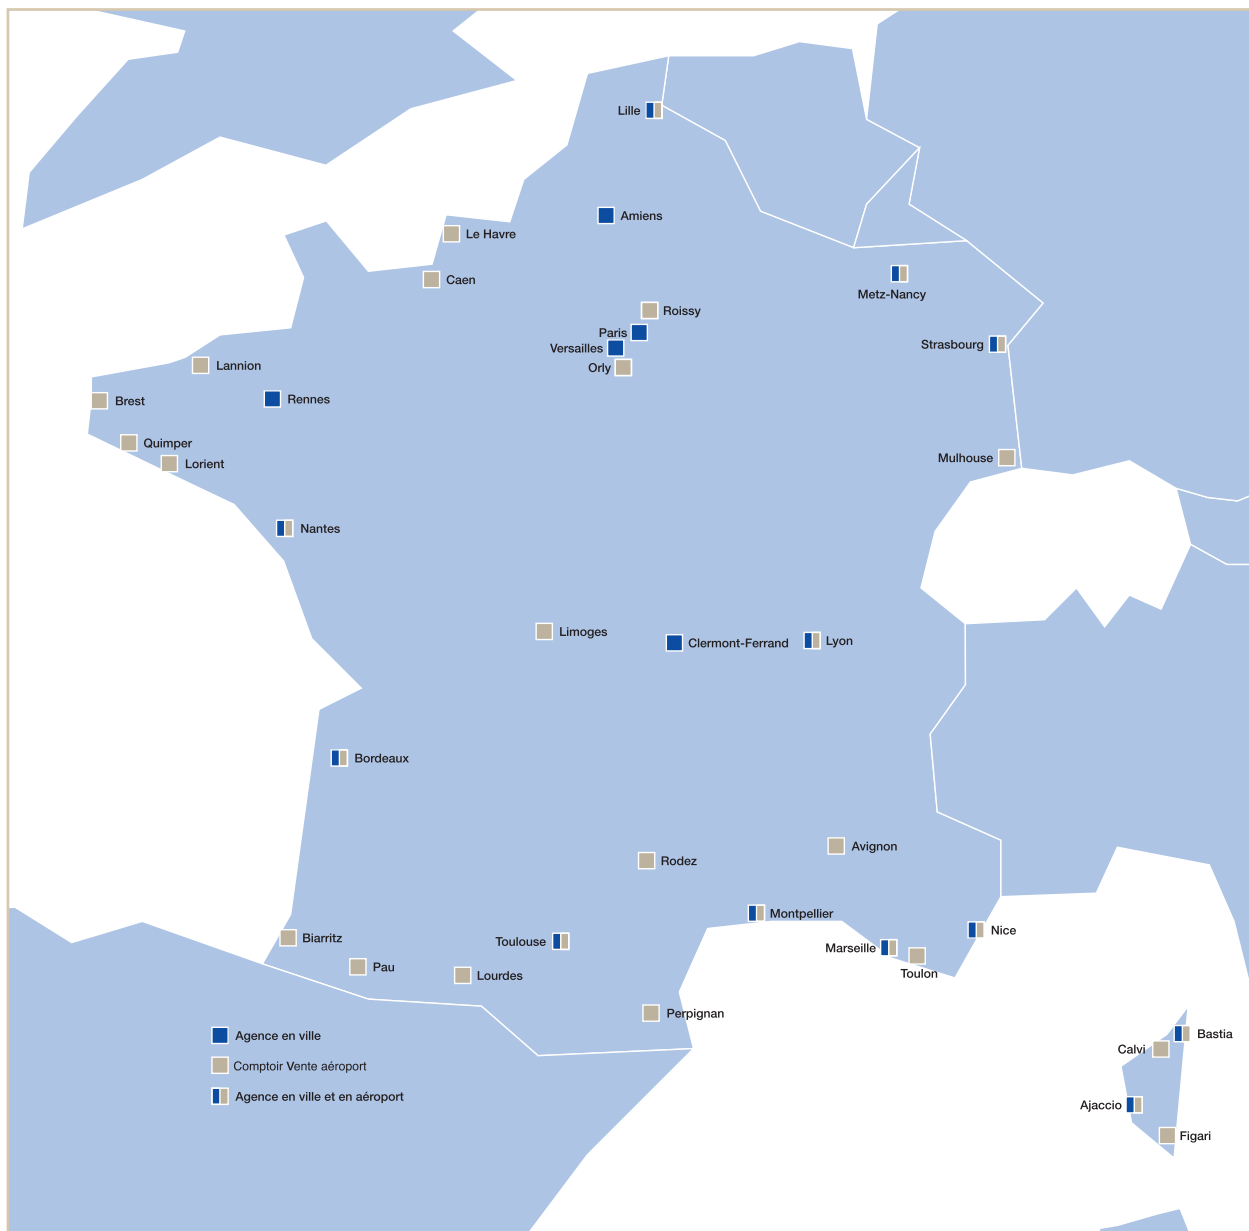 Lille
Amiens
Le Havre
Caen
Metz-Nancy
Roissy
Paris
Versailles
Strasbourg
Orly
Lannion
Rennes
Brest
Quimper
Lorient
Mulhouse
Nantes
Limoges
Clermont-Ferrand
Lyon
Bordeaux
Avignon
Rodez
Montpellier
Nice
Biarritz
Toulouse
Marseille
Pau
Lourdes
Toulon
Perpignan
Agence en ville
Comptoir Vente aéroport
Agence en ville et en aéroport
Bastia
Calvi
Ajaccio
Figari